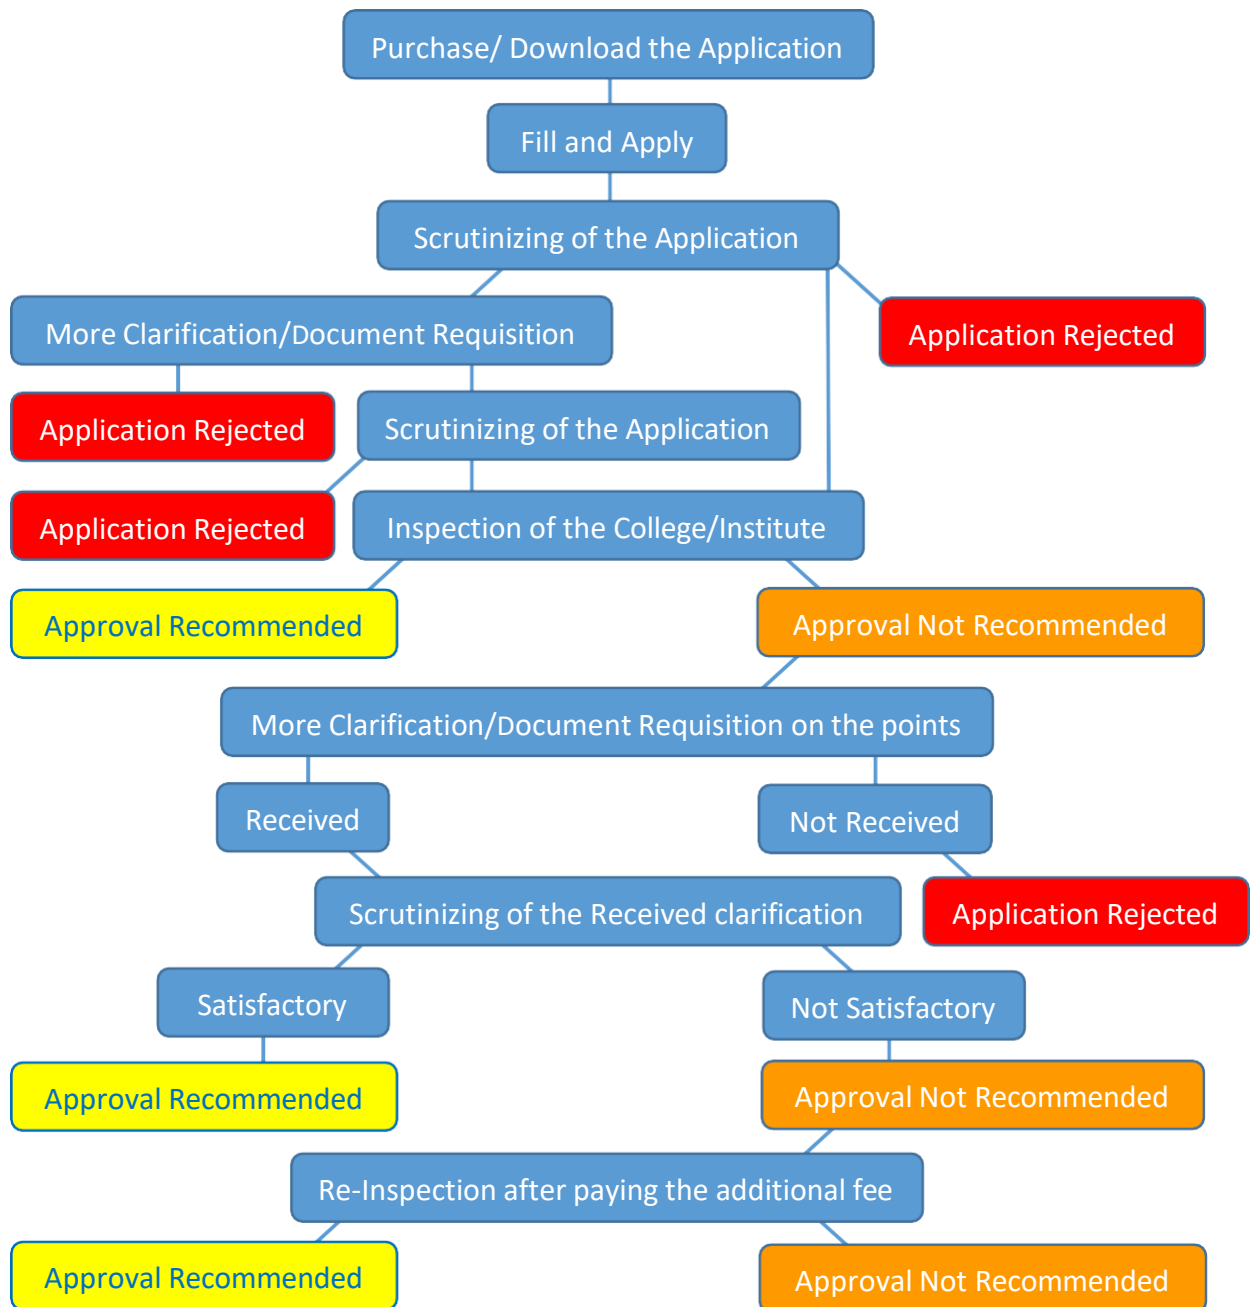 Purchase/ Download the Application
Fill and Apply
Scrutinizing of the Application
More Clarification/Document Requisition
Application Rejected
Application Rejected
Scrutinizing of the Application
Application Rejected
Inspection of the College/Institute
Approval Recommended
Approval Not Recommended
More Clarification/Document Requisition on the points
Received
Not Received
Scrutinizing of the Received clarification
Application Rejected
Satisfactory
Not Satisfactory
Approval Recommended
Approval Not Recommended
Re-Inspection after paying the additional fee
Approval Recommended
Approval Not Recommended